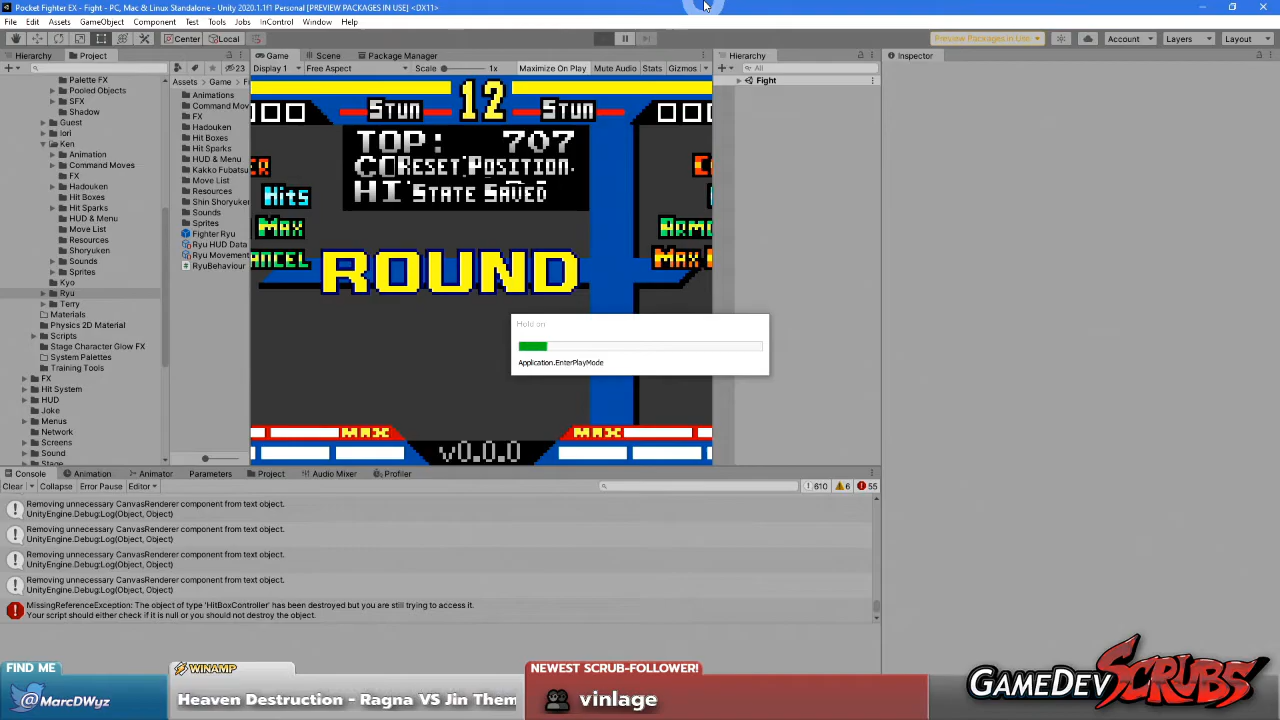 Pocket Fighter EX - Fight - PC, Mac & Linux Standalone - Unity 2020.1.1f1 Personal [PREVIEW PACKAGES IN USE] <DX11>
File Edit Assets GameObject Component Test Tools Jobs InControl Window Help
Center Local Preview Packages in Use Account Layers Layout
Hierarchy Project Game Scene Package Manager Hierarchy Inspector
Display 1 Free Aspect Scale 1x Maximize On Play Mute Audio Stats Gizmos All
23
Palette FX
Pooled Objects
SFX
Shadow
Guest
Iori
Ken
Animation
Command Moves
FX
Hadouken
Hit Boxes
Hit Sparks
HUD & Menu
Move List
Resources
Shoryuken
Sounds
Sprites
Kyo
Ryu
Terry
Materials
Physics 2D Material
Scripts
Stage Character Glow FX
System Palettes
Training Tools
FX
Hit System
HUD
Joke
Menus
Network
Screens
Sound
Stage
Assets Game
Animations
Command Mov
FX
Hadouken
Hit Boxes
Hit Sparks
HUD & Menu
Kakko Fubatsu
Move List
Resources
Shin Shoryuken
Sounds
Sprites
Fighter Ryu
Ryu HUD Data
Ryu Movement
RyuBehaviour
Stun 12 Stun
TOP: 707
Reset Position.
State Saved
Hits
Max
ancel
Armo
Max
ROUND
MAX MAX
v0.0.0
Fight
Hold on
Application.EnterPlayMode
Console Animation Animator Parameters Project Audio Mixer Profiler
Clear Collapse Error Pause Editor 610 6 55
Removing unnecessary CanvasRenderer component from text object.
UnityEngine.Debug:Log(Object, Object)
Removing unnecessary CanvasRenderer component from text object.
UnityEngine.Debug:Log(Object, Object)
Removing unnecessary CanvasRenderer component from text object.
UnityEngine.Debug:Log(Object, Object)
Removing unnecessary CanvasRenderer component from text object.
UnityEngine.Debug:Log(Object, Object)
MissingReferenceException: The object of type 'HitBoxController' has been destroyed but you are still trying to access it.
Your script should either check if it is null or you should not destroy the object.
FIND ME
@MarcDWyz
WINAMP
Heaven Destruction - Ragna VS Jin Them
NEWEST SCRUB-FOLLOWER!
vinlage
GAMEDEV SCRUBS